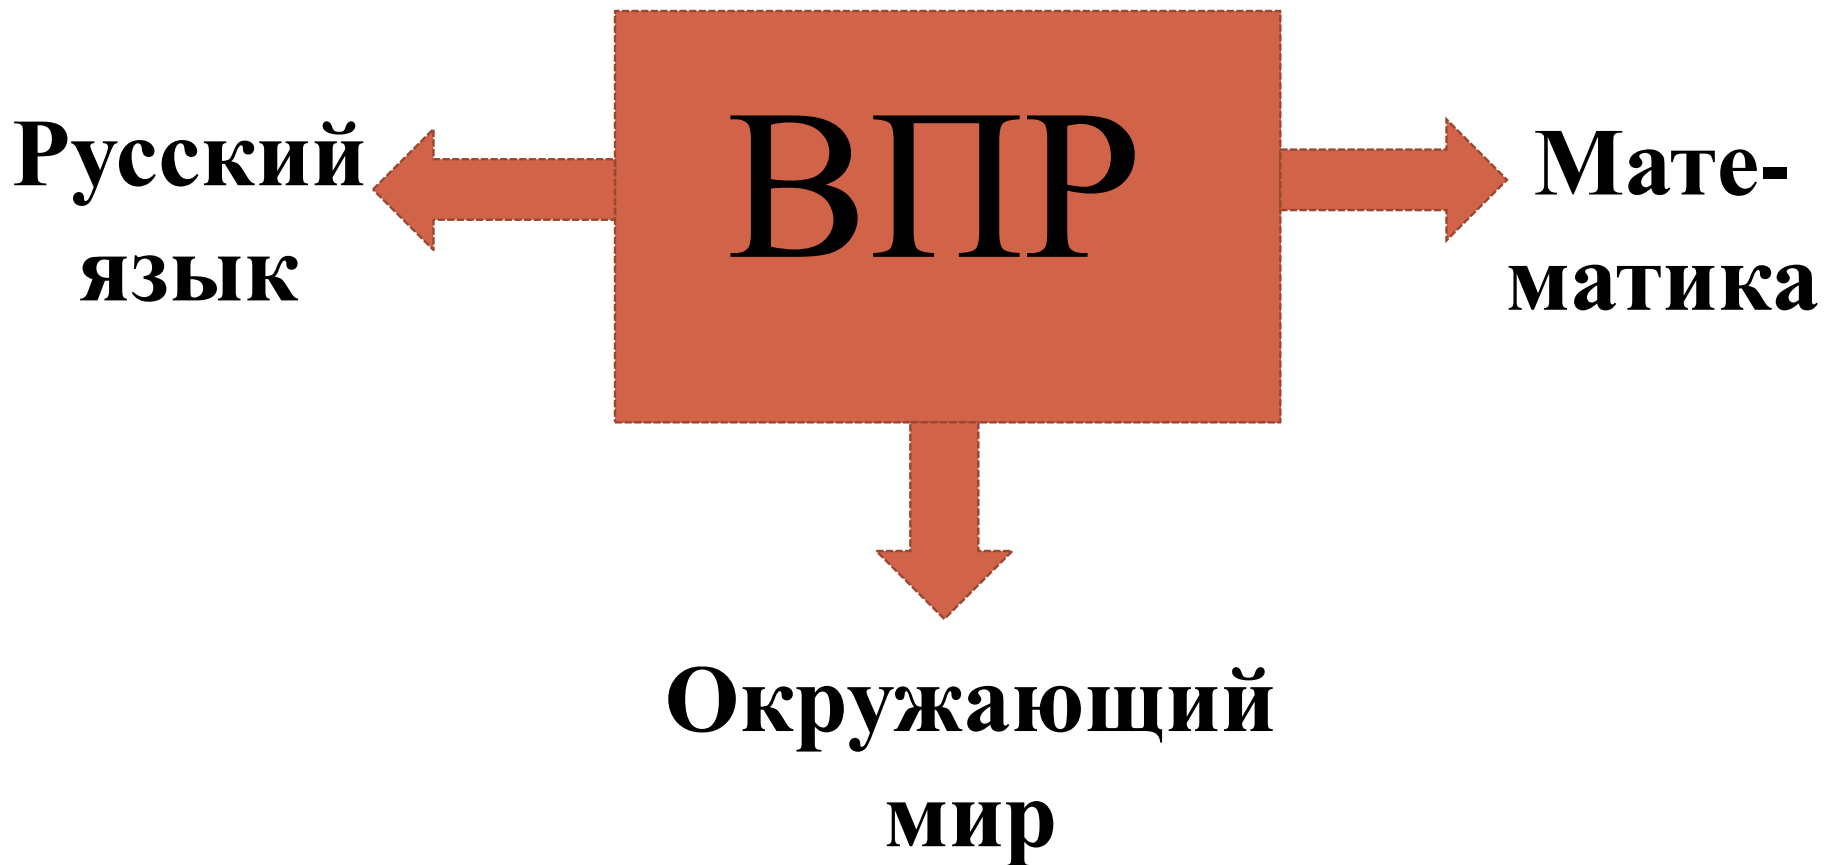 ВПР
Русский
язык
Мате-
матика
Окружающий
мир